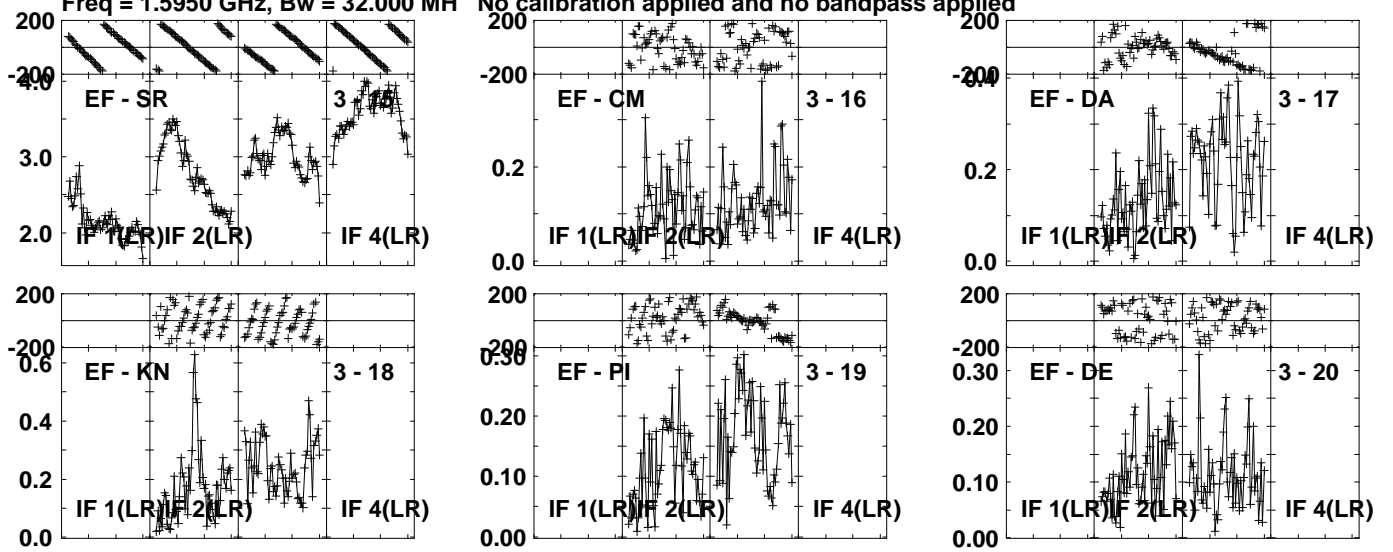 Freq = 1.5950 GHz, Bw = 32.000 MH No calibration applied and no bandpass applied
200
-200
4.0
3.0
2.0
EF - SR
3 - 15
IF 1(LR)
IF 2(LR)
IF 4(LR)
200
-200
0.2
0.0
EF - CM
3 - 16
IF 1(LR)
IF 2(LR)
IF 4(LR)
200
-200
0.4
0.2
0.0
EF - DA
3 - 17
IF 1(LR)
IF 2(LR)
IF 4(LR)
200
-200
0.6
0.4
0.2
0.00
EF - KN
3 - 18
IF 1(LR)
IF 2(LR)
IF 4(LR)
200
-200
0.30
0.20
0.10
0.00
EF - PI
3 - 19
IF 1(LR)
IF 2(LR)
IF 4(LR)
200
-200
0.30
0.20
0.10
0.00
EF - DE
3 - 20
IF 1(LR)
IF 2(LR)
IF 4(LR)